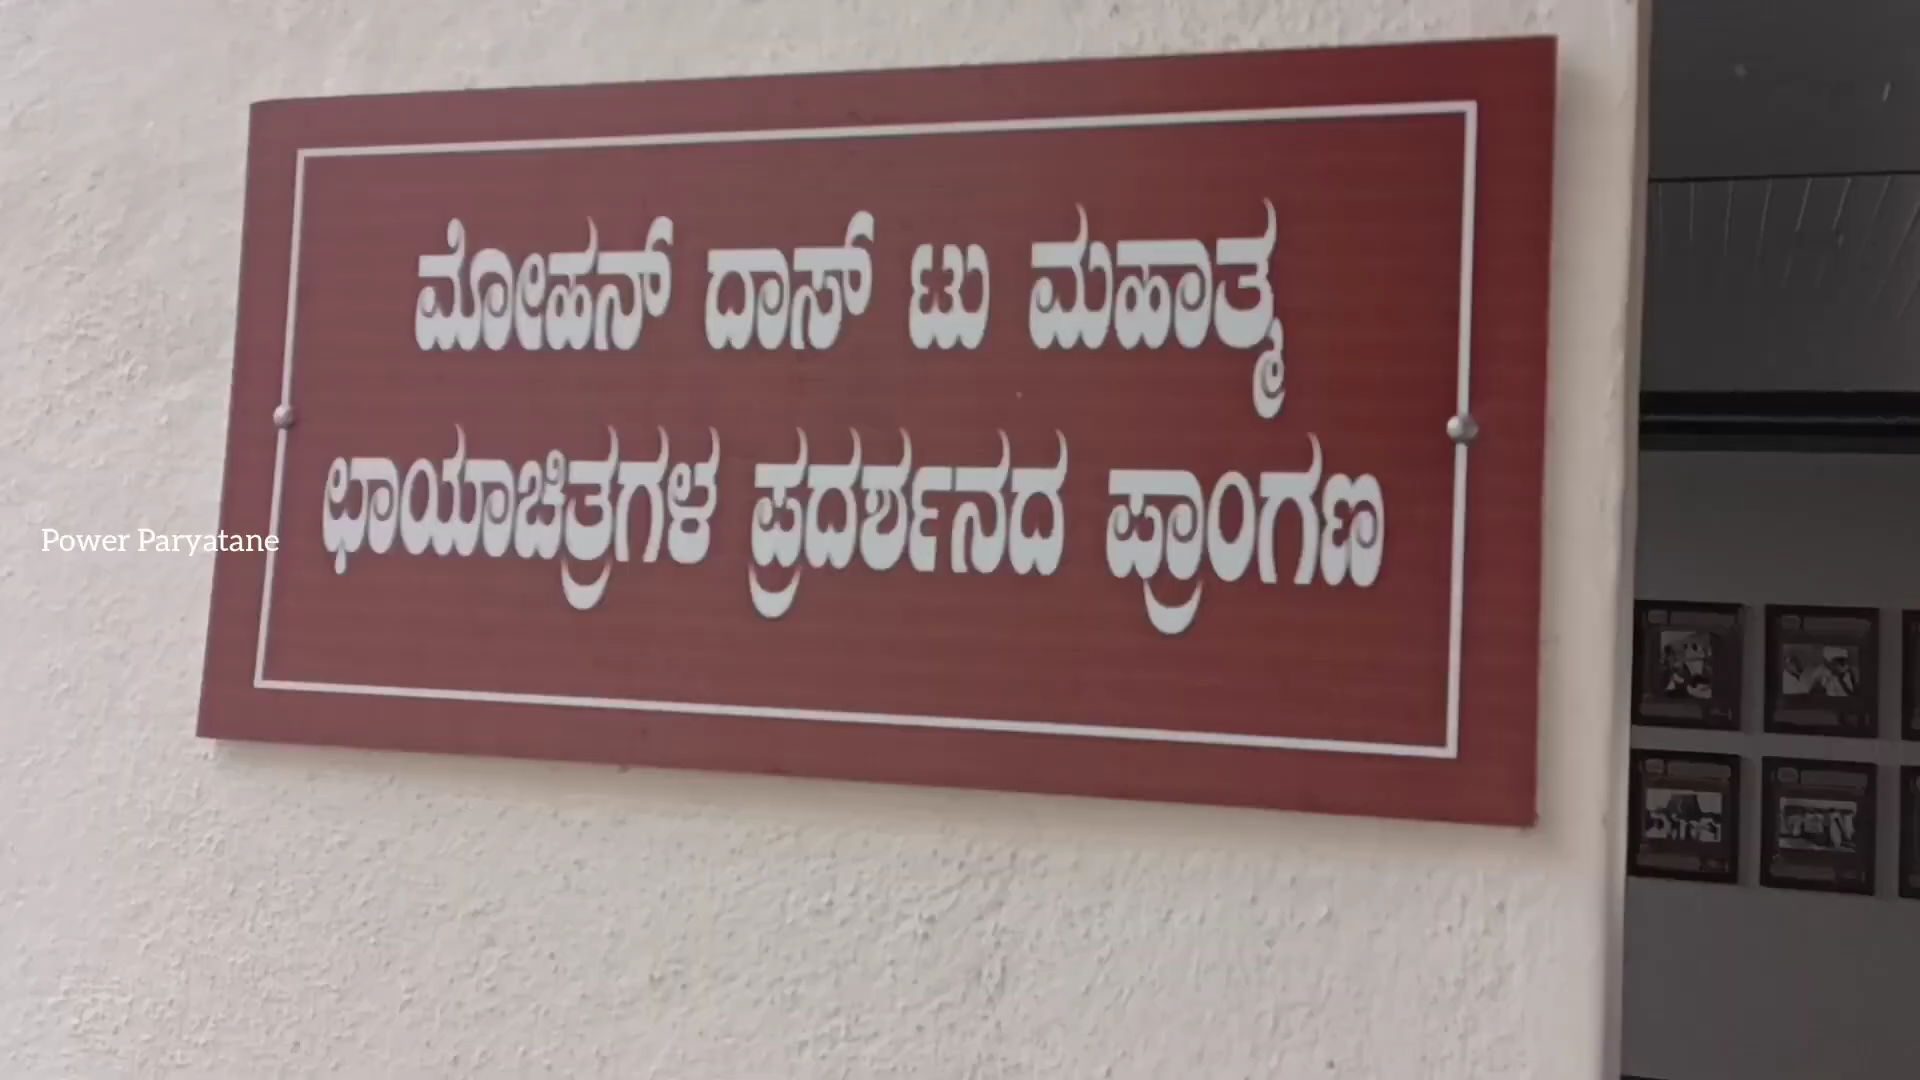 ಮೋಹನ್ ದಾಸ್ ಟು ಮಹಾತ್ಮ
ಛಾಯಾಚಿತ್ರಗಳ ಪ್ರದರ್ಶನದ ಪ್ರಾಂಗಣ
Power Paryatane